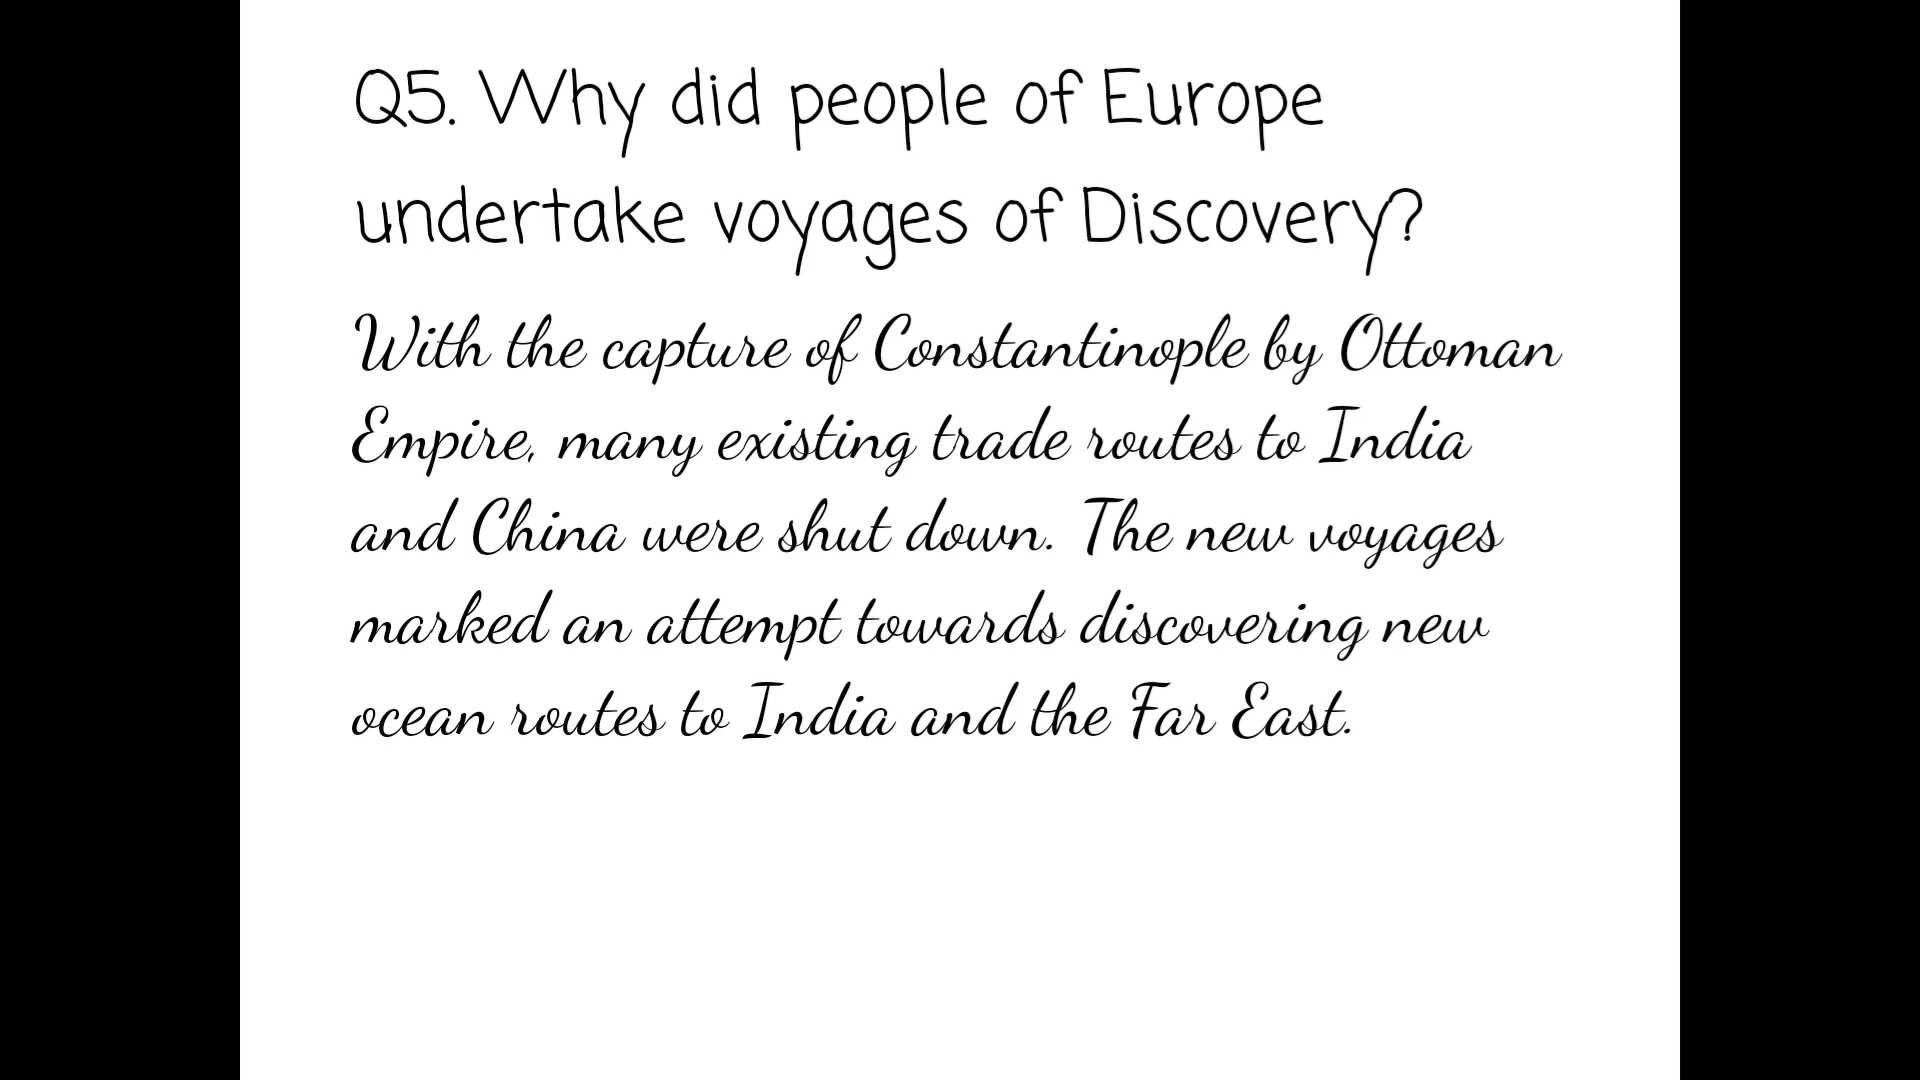 Q5. Why did people of Europe
undertake voyages of Discovery?
With the capture of Constantinople by Ottoman
Empire, many existing trade routes to India
and China were shut down. The new voyages
marked an attempt towards discovering new
ocean routes to India and the Far East.